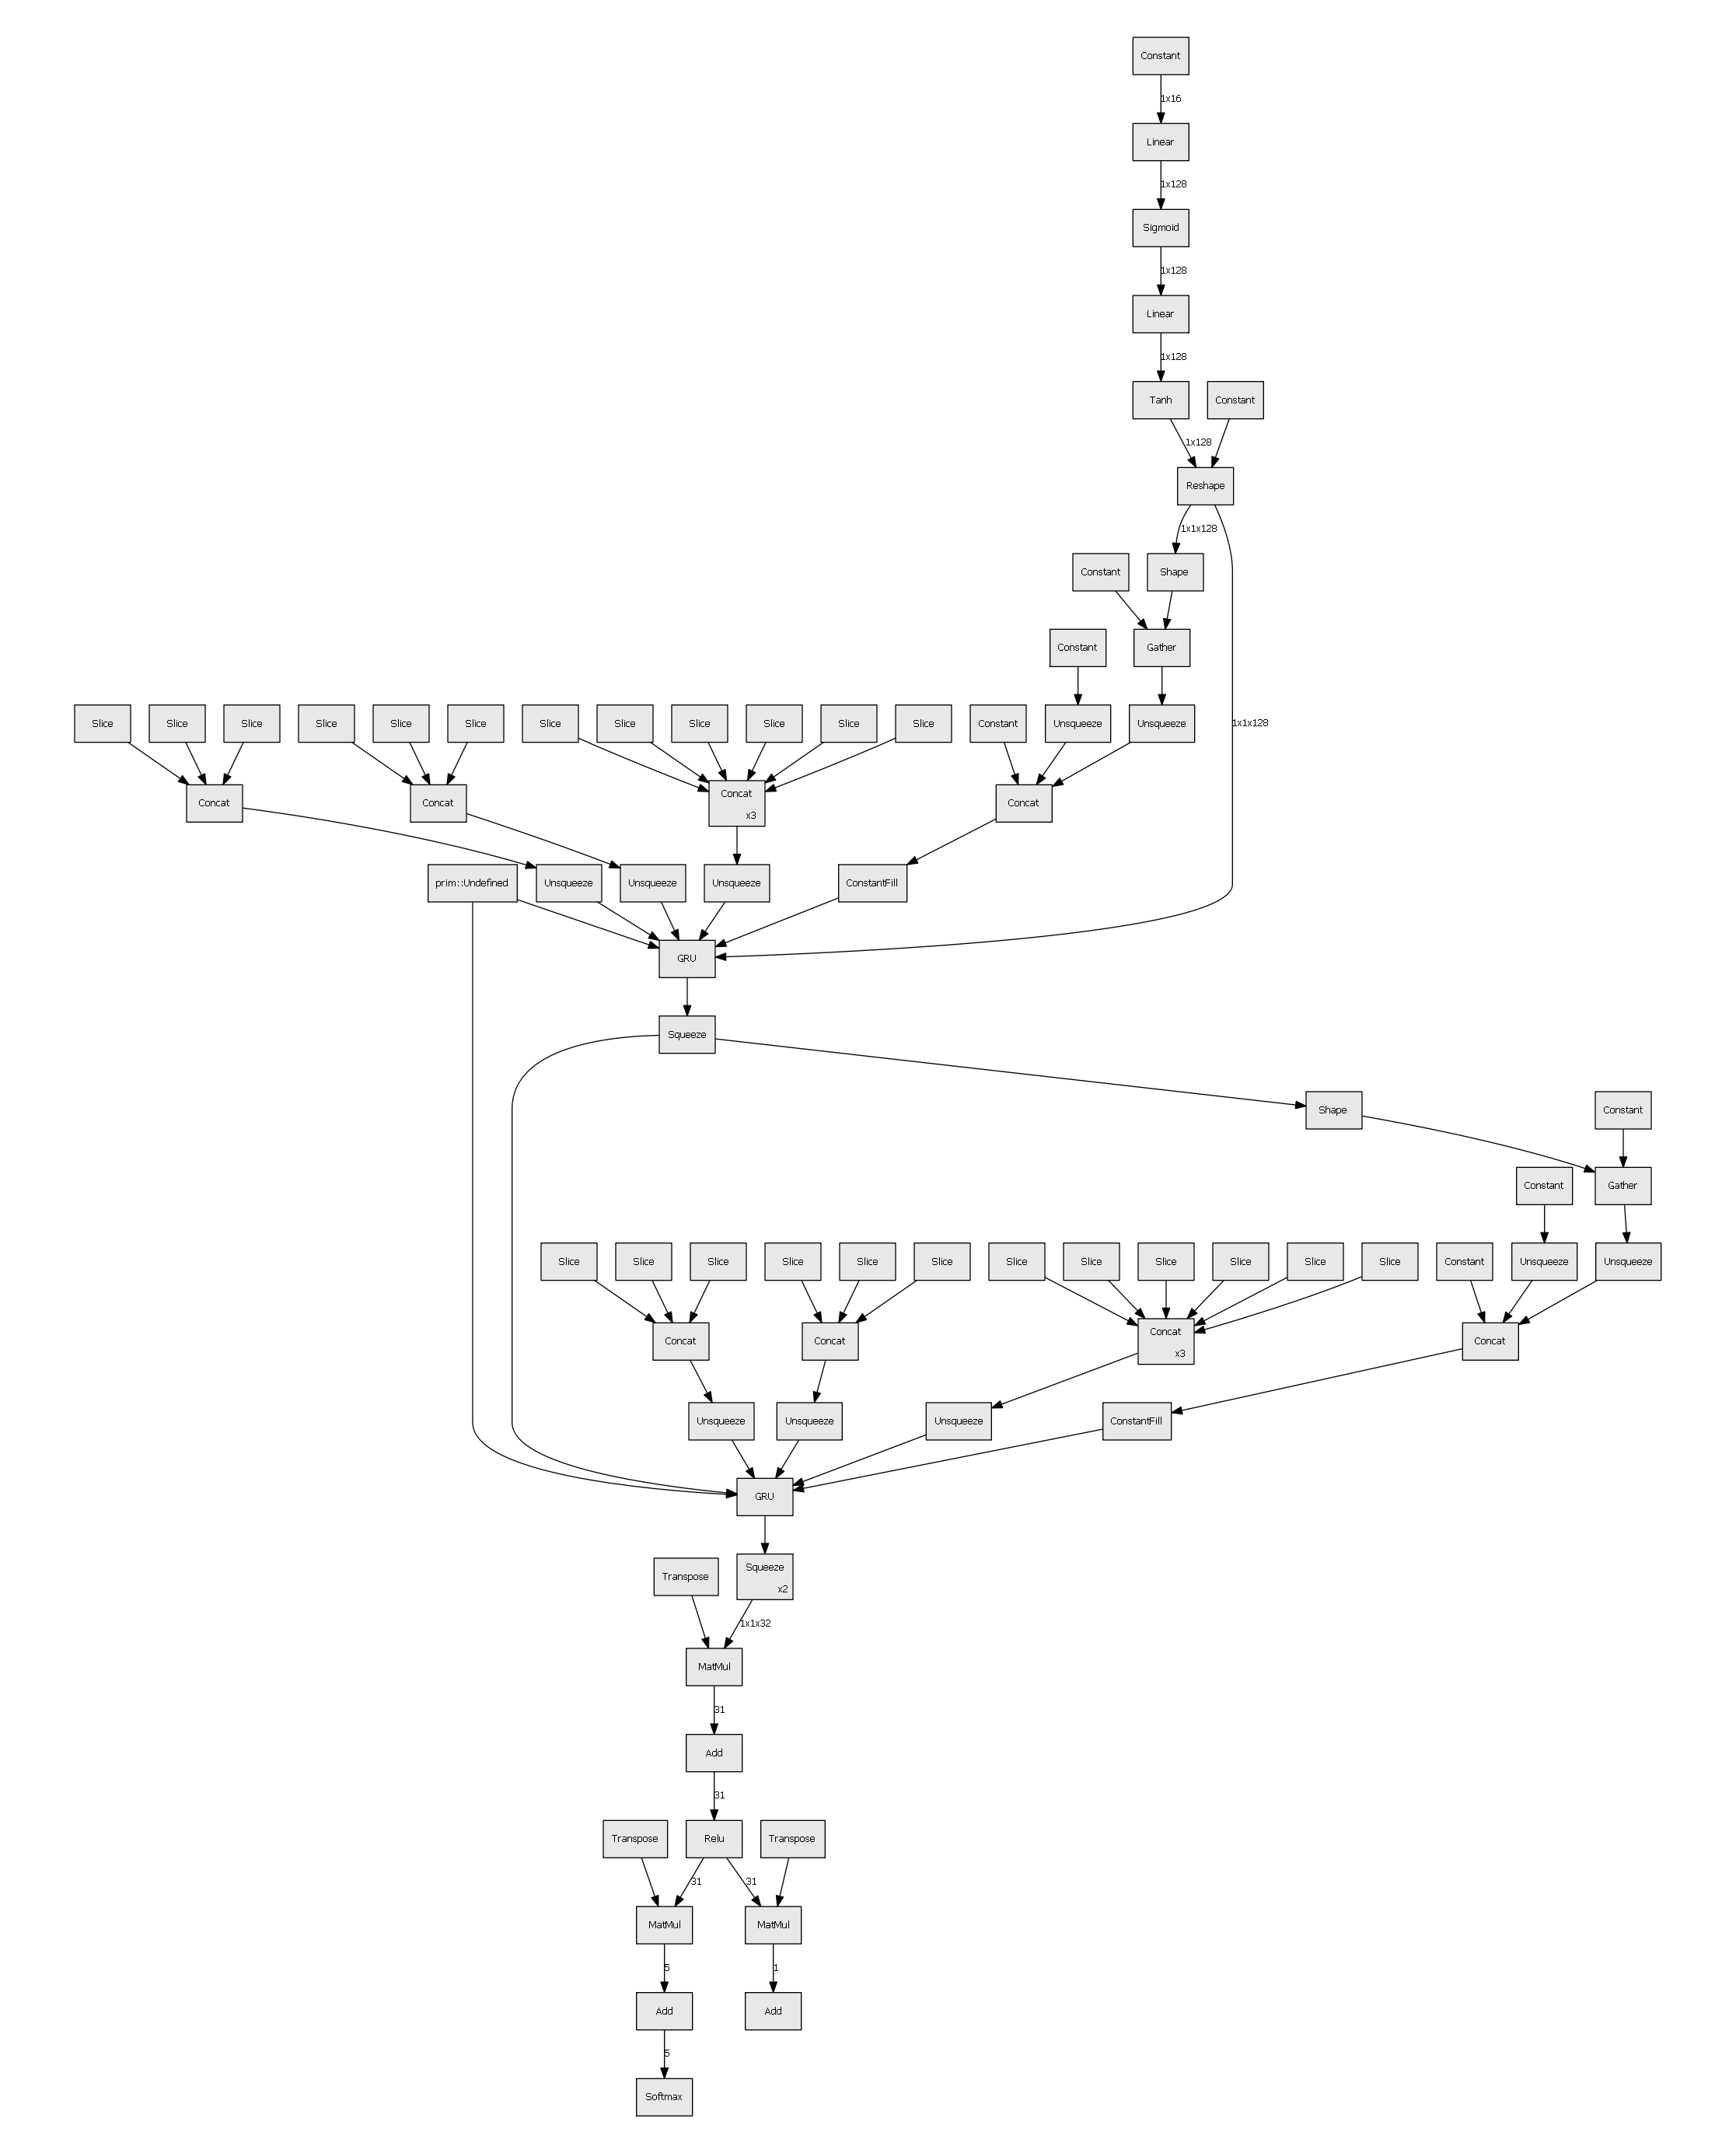 Constant
1x16
Linear
1x128
Sigmoid
1x128
Linear
1x128
Tanh
Constant
1x128
Reshape
1x1x128
Constant
Shape
Constant
Gather
Slice
Slice
Slice
Slice
Slice
Slice
Slice
Slice
Slice
Slice
Slice
Slice
Constant
Unsqueeze
Unsqueeze
1x1x128
Concat
Concat
Concat
x3
Concat
prim::Undefined
Unsqueeze
Unsqueeze
Unsqueeze
ConstantFill
GRU
Squeeze
Shape
Constant
Constant
Gather
Slice
Slice
Slice
Slice
Slice
Slice
Slice
Slice
Slice
Slice
Slice
Slice
Constant
Unsqueeze
Unsqueeze
Concat
Concat
Concat
x3
Concat
Unsqueeze
Unsqueeze
Unsqueeze
ConstantFill
GRU
Transpose
Squeeze
x2
1x1x32
MatMul
31
Add
31
Transpose
Relu
Transpose
31
31
MatMul
MatMul
5
1
Add
Add
5
Softmax